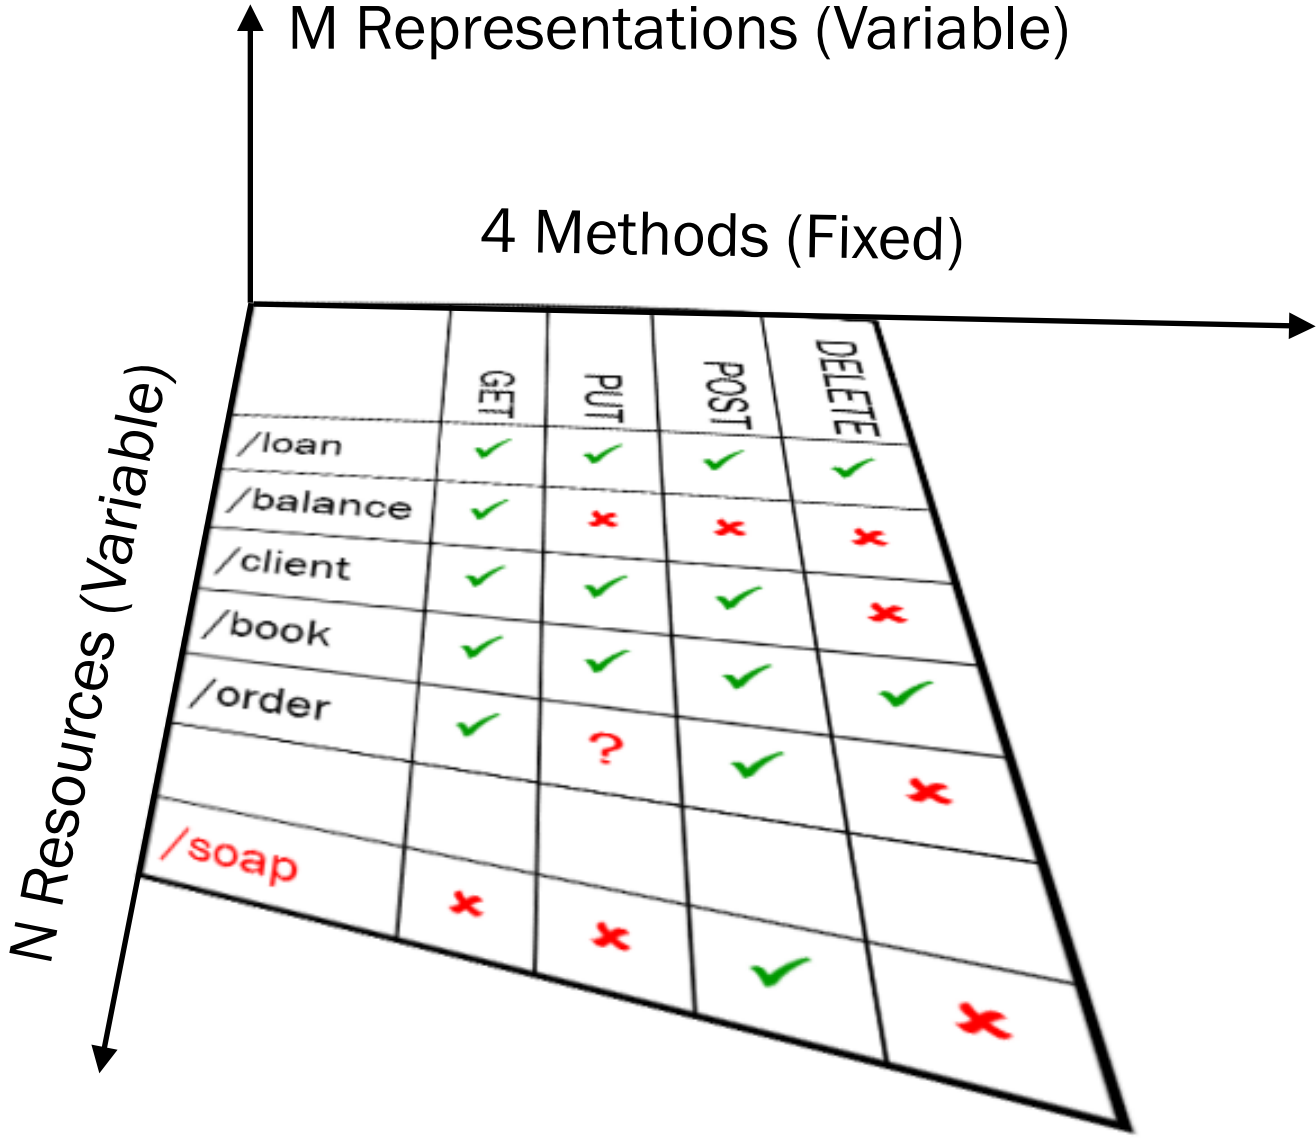 M Representations (Variable)
4 Methods (Fixed)
N Resources (Variable)
GET PUT POST DELETE
/loan ✓ ✓ ✓ ✓
/balance ✓ ✗ ✗ ✗
/client ✓ ✓ ✓ ✗
/book ✓ ✓ ✓ ✓
/order ✓ ? ✓ ✗
/soap ✗ ✗ ✓ ✗